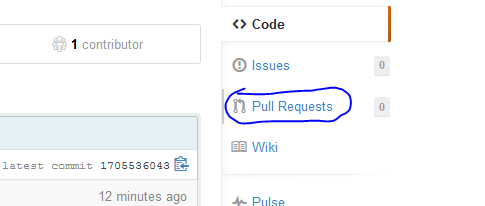 Code
1 contributor
Issues 0
Pull Requests 0
Wiki
latest commit 1705536043
12 minutes ago
Pulse